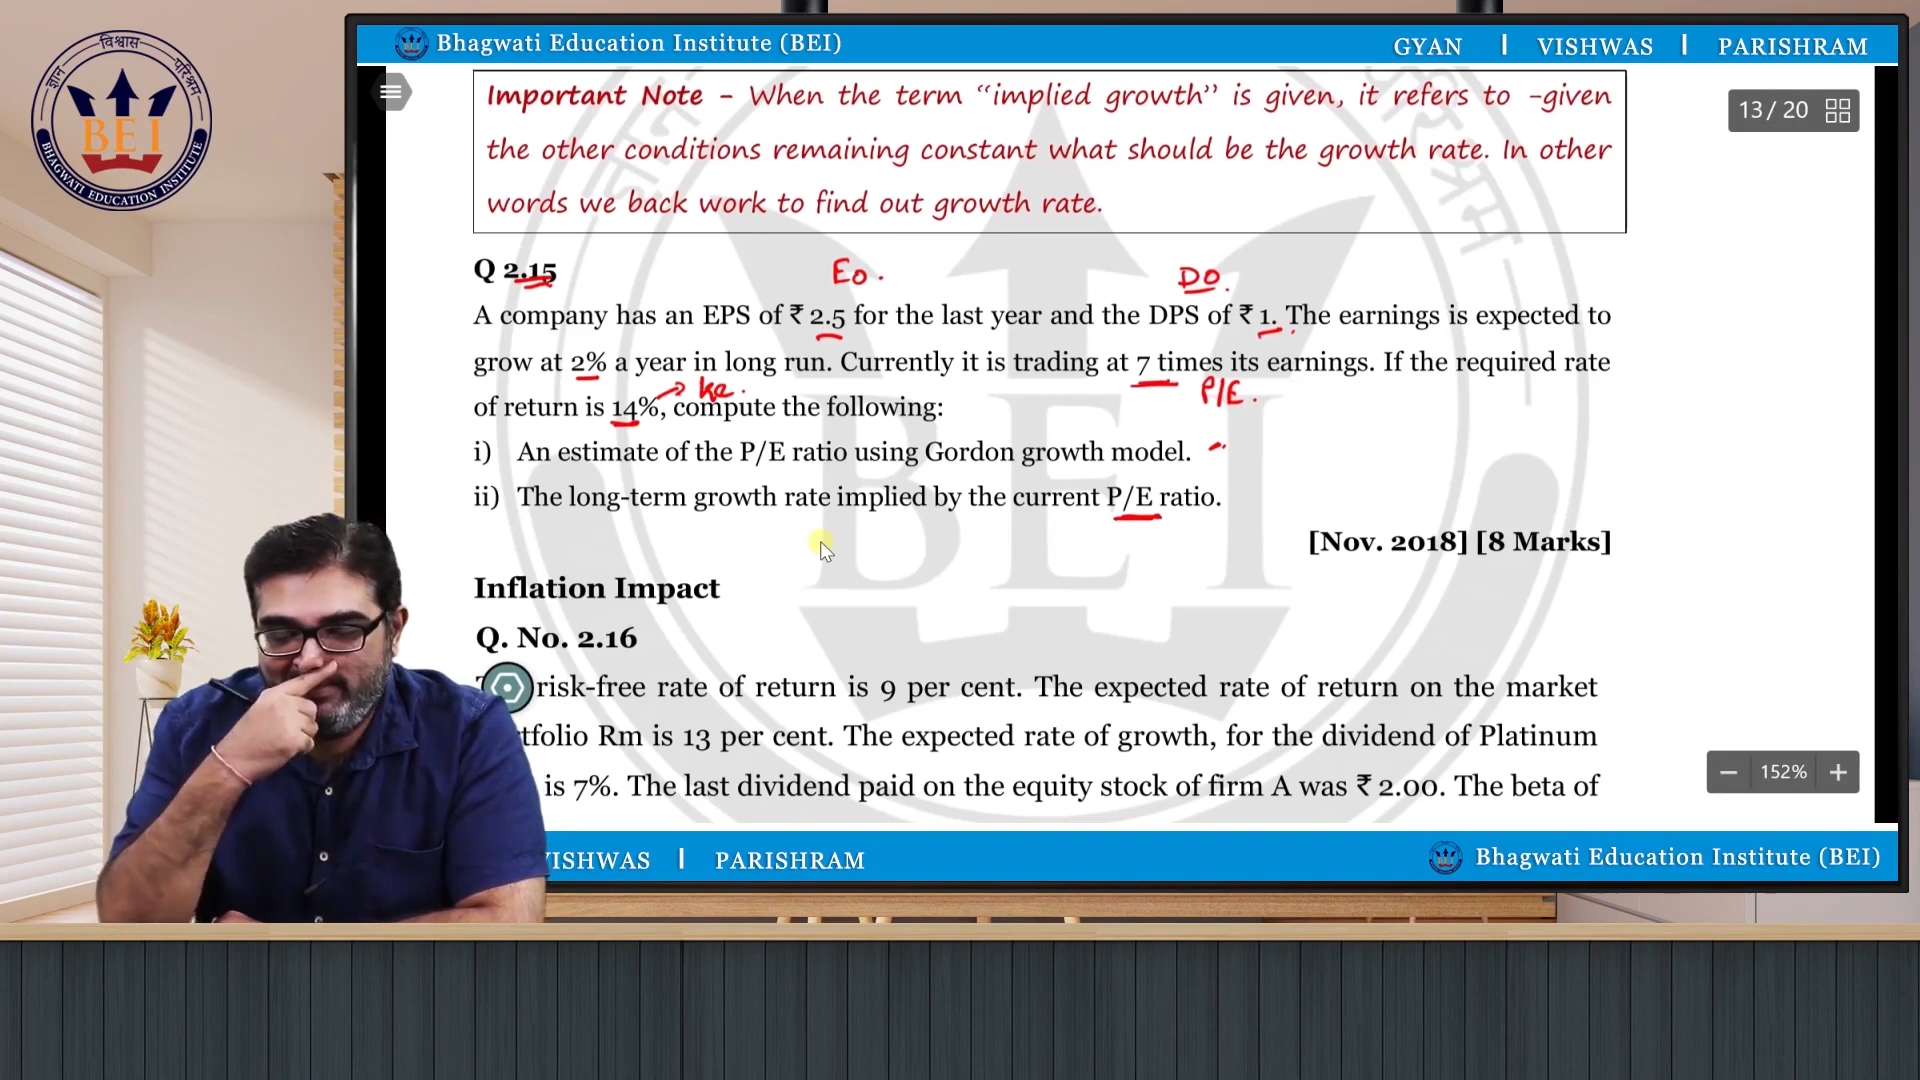 विश्वास
ज्ञान
परिश्रम
BEI
BHAGWATI EDUCATION INSTITUTE
Bhagwati Education Institute (BEI)
GYAN | VISHWAS | PARISHRAM
13 / 20
Important Note – When the term “implied growth” is given, it refers to –given
the other conditions remaining constant what should be the growth rate. In other
words we back work to find out growth rate.
Q 2.15
E0.
D0.
A company has an EPS of ₹ 2.5 for the last year and the DPS of ₹ 1. The earnings is expected to
grow at 2% a year in long run. Currently it is trading at 7 times its earnings. If the required rate
Ke.
P/E.
of return is 14%, compute the following:
i) An estimate of the P/E ratio using Gordon growth model.
ii) The long-term growth rate implied by the current P/E ratio.
[Nov. 2018] [8 Marks]
Inflation Impact
Q. No. 2.16
risk-free rate of return is 9 per cent. The expected rate of return on the market
tfolio Rm is 13 per cent. The expected rate of growth, for the dividend of Platinum
is 7%. The last dividend paid on the equity stock of firm A was ₹ 2.00. The beta of
152%
VISHWAS | PARISHRAM
Bhagwati Education Institute (BEI)